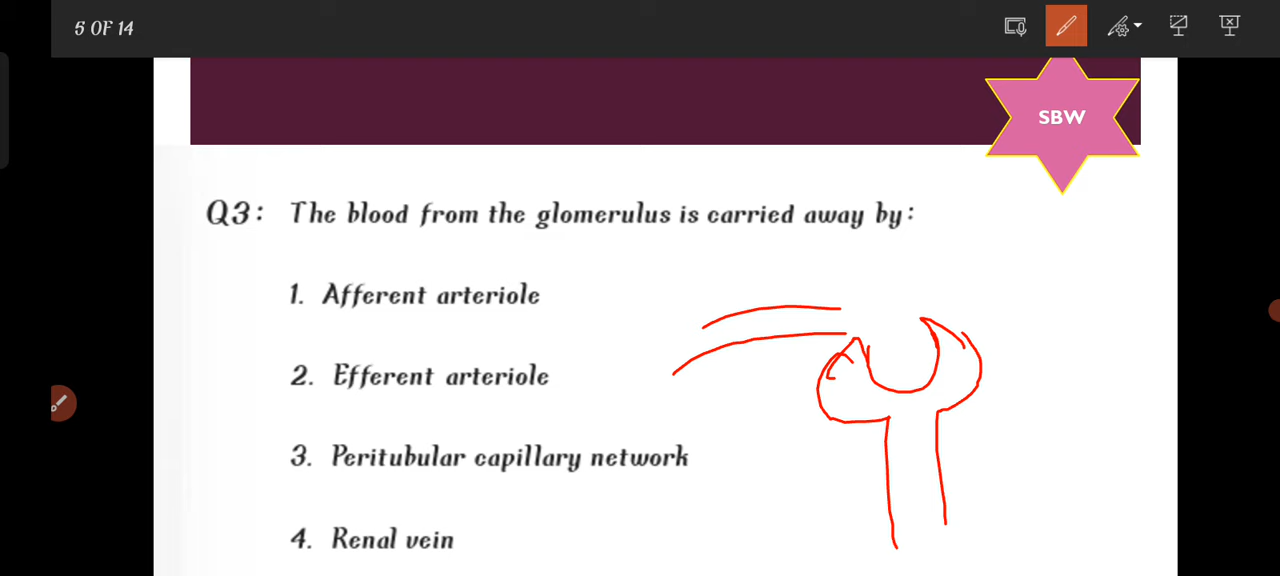 5 OF 14
SBW
Q3: The blood from the glomerulus is carried away by:
1. Afferent arteriole
2. Efferent arteriole
3. Peritubular capillary network
4. Renal vein